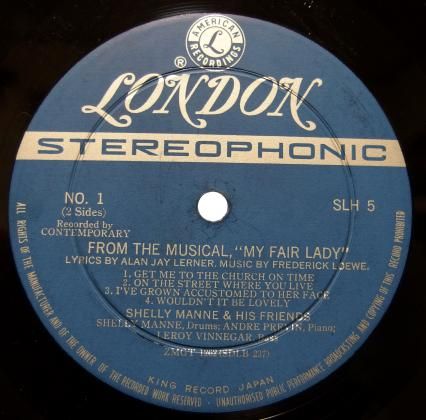 AMERICAN
L
RECORDINGS
®
LONDON
STEREOPHONIC
NO. 1
(2 Sides)
SLH 5
Recorded by
CONTEMPORARY
FROM THE MUSICAL, "MY FAIR LADY"
LYRICS BY ALAN JAY LERNER. MUSIC BY FREDERICK LOEWE.
1. GET ME TO THE CHURCH ON TIME
2. ON THE STREET WHERE YOU LIVE
3. I'VE GROWN ACCUSTOMED TO HER FACE
4. WOULDN'T IT BE LOVELY
SHELLY MANNE & HIS FRIENDS
SHELLY MANNE, Drums; ANDRE PREVIN, Piano;
LEROY VINNEGAR, Bass
(SDLB 237)
KING RECORD JAPAN
ALL RIGHTS OF THE MANUFACTURER AND OF THE OWNER OF THE RECORDED WORK RESERVED - UNAUTHORISED PUBLIC PERFORMANCE BROADCASTING AND COPYING OF THIS RECORD PROHIBITED